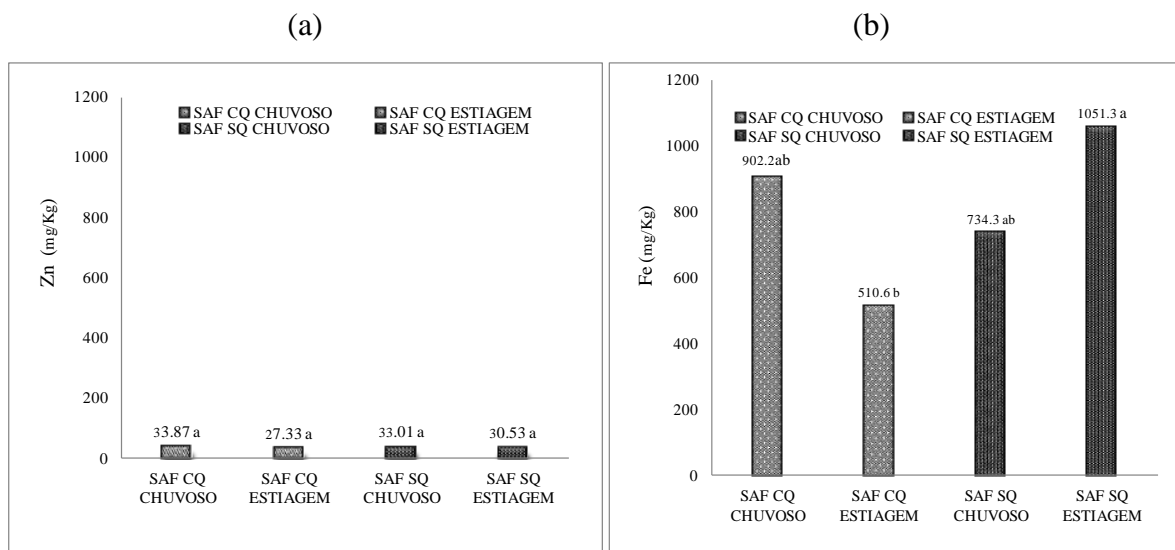 (a)
(b)
1200
1000
800
600
400
200
0
Zn (mg/Kg)
SAF CQ CHUVOSO SAF CQ ESTIAGEM
SAF SQ CHUVOSO SAF SQ ESTIAGEM
33.87 a 27.33 a 33.01 a 30.53 a
SAF CQ SAF CQ SAF SQ SAF SQ
CHUVOSO ESTIAGEM CHUVOSO ESTIAGEM
1200
1000
800
600
400
200
0
Fe (mg/Kg)
SAF CQ CHUVOSO SAF CQ ESTIAGEM
SAF SQ CHUVOSO SAF SQ ESTIAGEM
902.2ab
510.6 b
734.3 ab
1051.3 a
SAF CQ SAF CQ SAF SQ SAF SQ
CHUVOSO ESTIAGEM CHUVOSO ESTIAGEM